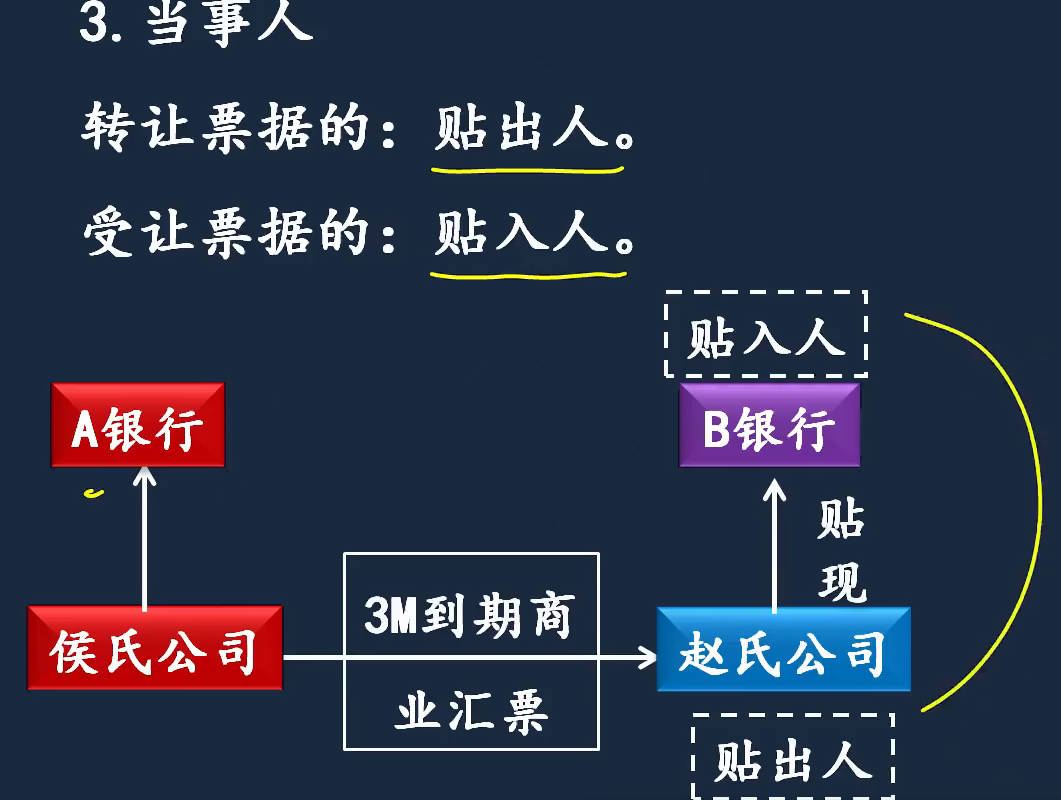 3. 当事人
转让票据的：贴出人。
受让票据的：贴入人。
贴入人
A银行
B银行
贴
现
3M到期商
业汇票
侯氏公司
赵氏公司
贴出人